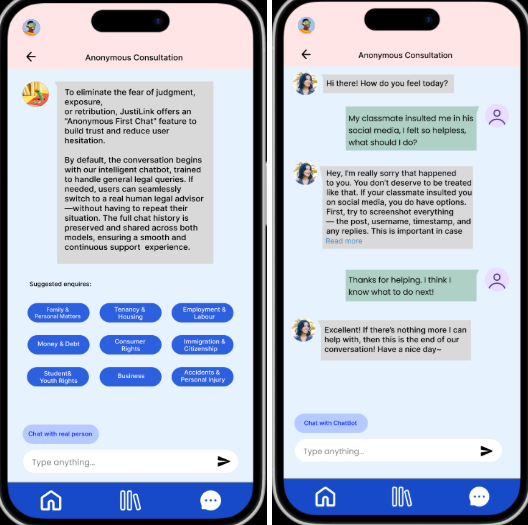 Anonymous Consultation
To eliminate the fear of judgment,
exposure,
or retribution, JustiLink offers an
"Anonymous First Chat" feature to
build trust and reduce user
hesitation.
By default, the conversation begins
with our intelligent chatbot, trained
to handle general legal queries. If
needed, users can seamlessly
switch to a real human legal advisor
—without having to repeat their
situation. The full chat history is
preserved and shared across both
models, ensuring a smooth and
continuous support experience.
Suggested enquires:
Family &
Personal Matters
Tenancy &
Housing
Employment &
Labour
Money & Debt
Consumer
Rights
Immigration &
Citizenship
Student&
Youth Rights
Business
Accidents &
Personal Injury
Chat with real person
Type anything...
Anonymous Consultation
Hi there! How do you feel today?
My classmate insulted me in his
social media, I felt so helpless,
what should I do?
Hey, I'm really sorry that happened
to you. You don't deserve to be treated
like that. If your classmate insulted you
on social media, you do have options.
First, try to screenshot everything
— the post, username, timestamp, and
any replies. This is important in case
Read more
Thanks for helping. I think I
know what to do next!
Excellent! If there's nothing more I can
help with, then this is the end of our
conversation! Have a nice day~
Chat with ChatBot
Type anything...